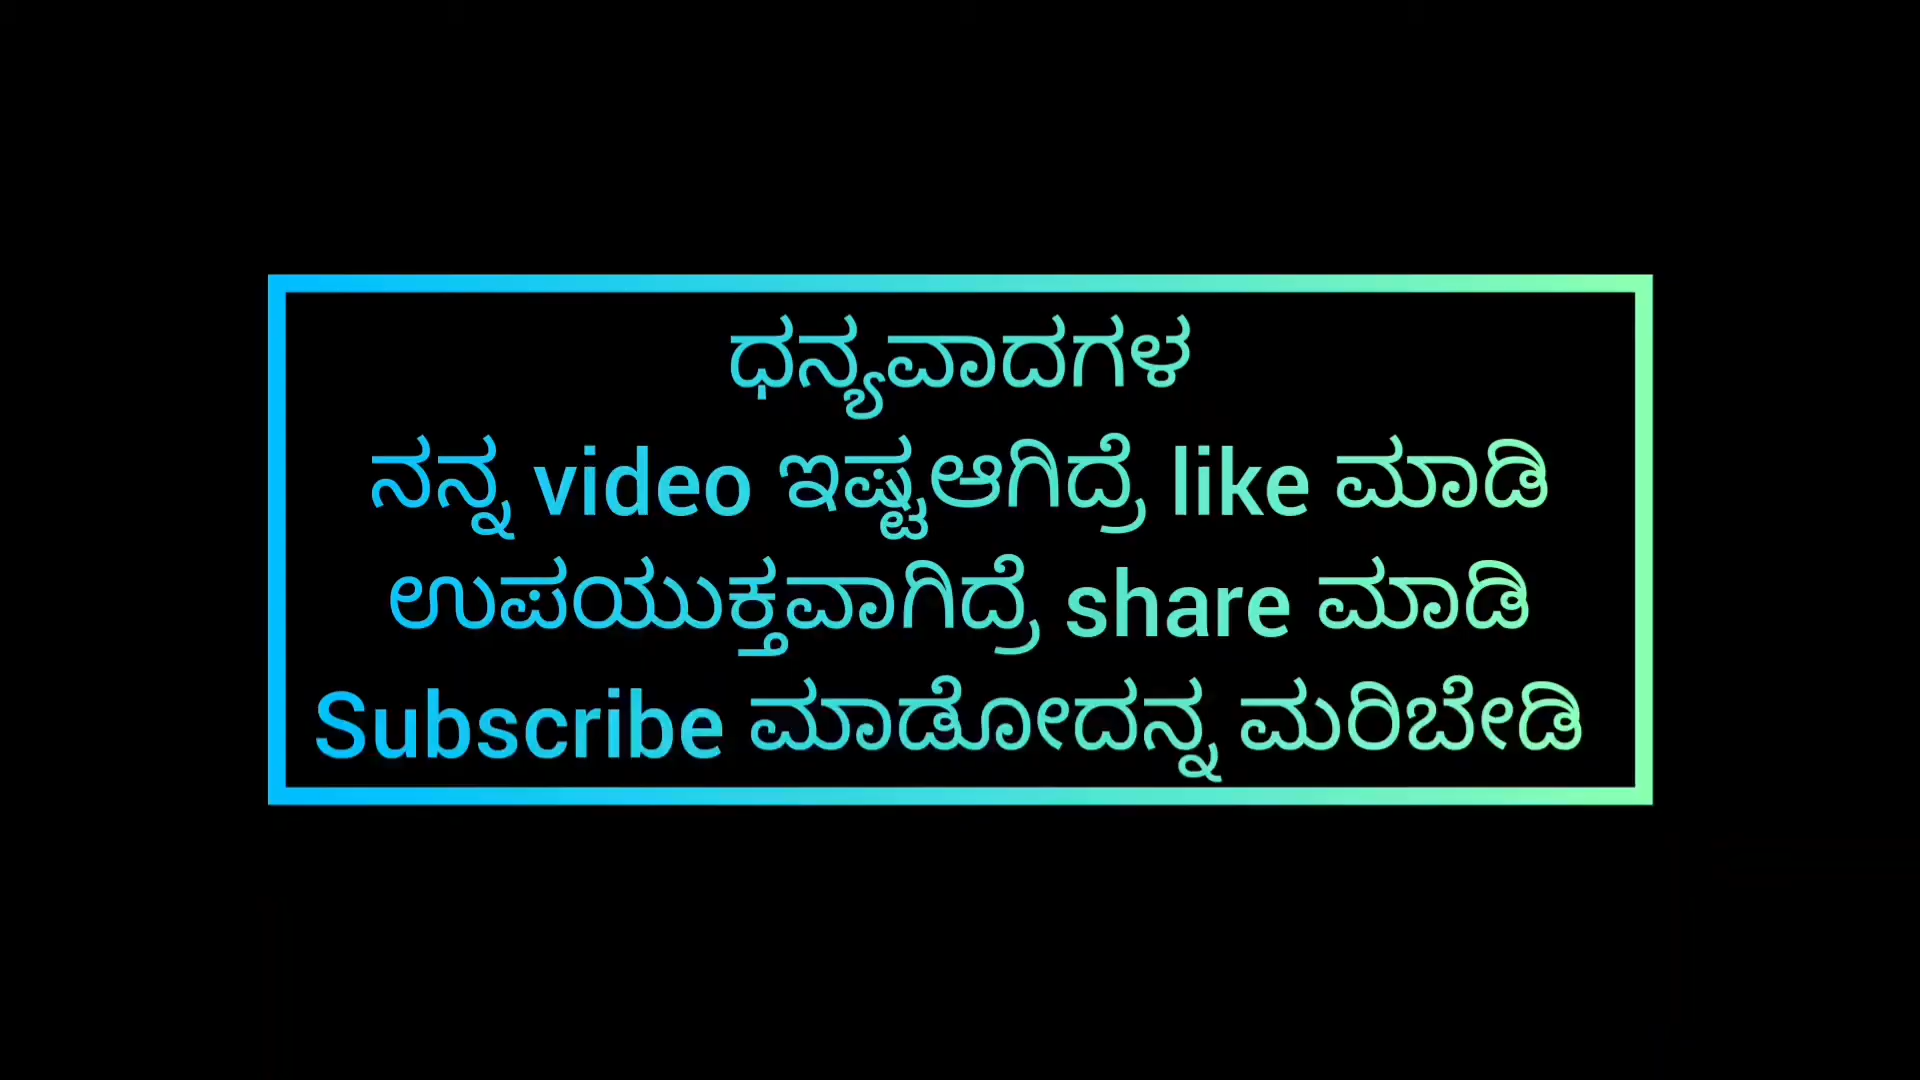 ಧನ್ಯವಾದಗಳ
ನನ್ನ video ಇಷ್ಟಆಗಿದ್ರೆ like ಮಾಡಿ
ಉಪಯುಕ್ತವಾಗಿದ್ರೆ share ಮಾಡಿ
Subscribe ಮಾಡೋದನ್ನ ಮರಿಬೇಡಿ